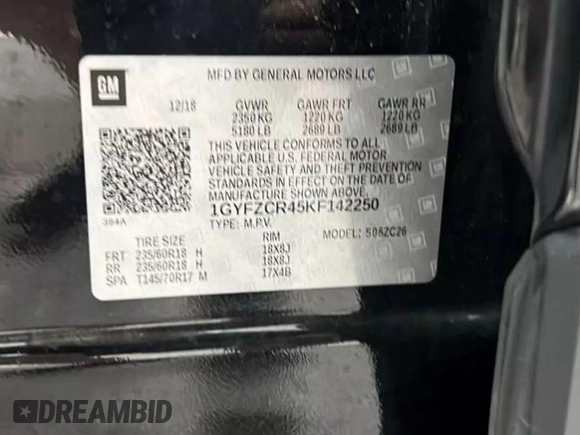 GM
MFD BY GENERAL MOTORS LLC
12/18 GVWR GAWR FRT GAWR RR
2350 KG 1220 KG 1220 KG
5180 LB 2689 LB 2689 LB
THIS VEHICLE CONFORMS TO ALL
APPLICABLE U.S. FEDERAL MOTOR
VEHICLE SAFETY AND THEFT PREVENTION
STANDARDS IN EFFECT ON THE DATE OF
MANUFACTURE SHOWN ABOVE.
384A
1GYFZCR45KF142250
TYPE: M.P.V. MODEL: 5062C26
TIRE SIZE RIM
FRT 235/60R18 H 18X8J
RR 235/60R18 H 18X8J
SPA T145/70R17 M 17X4B
DREAMBID